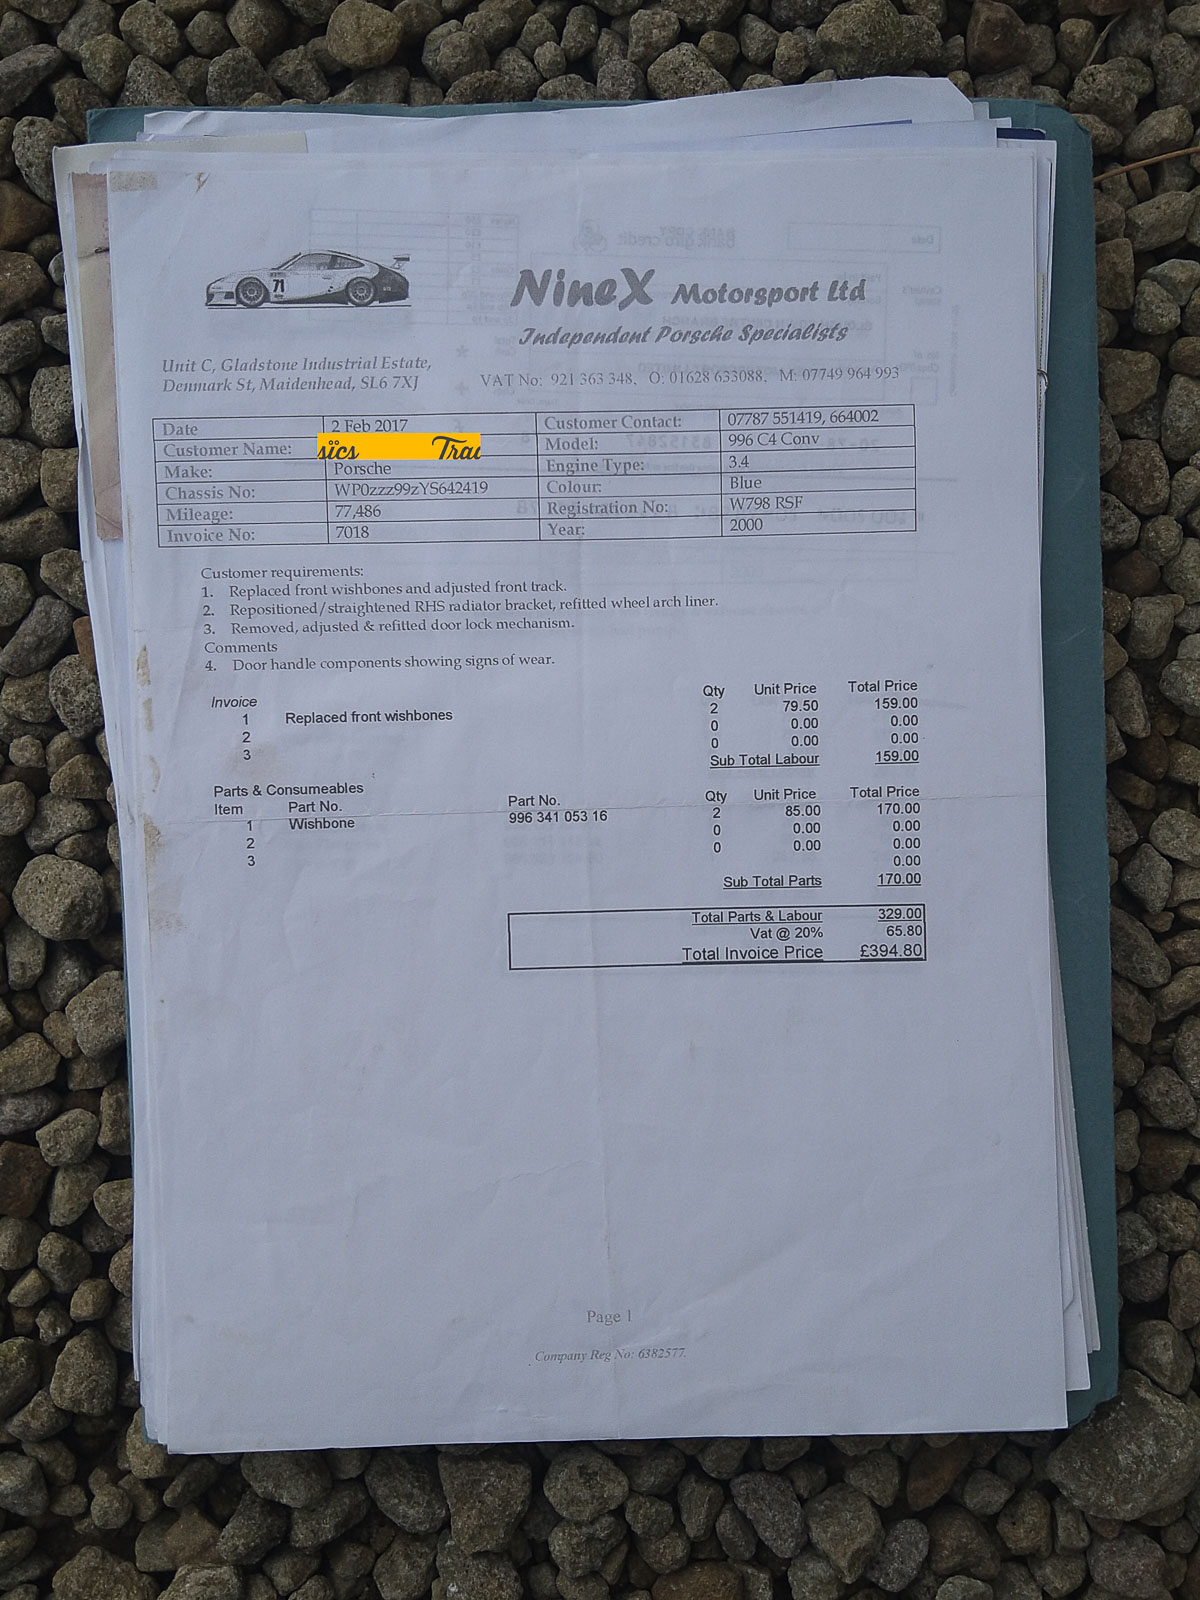 71
NineX Motorsport Ltd
Independent Porsche Specialists
Unit C, Gladstone Industrial Estate,
Denmark St, Maidenhead, SL6 7XJ
VAT No: 921 363 348, O: 01628 633088, M: 07749 964 993
Date 2 Feb 2017 Customer Contact: 07787 551419, 664002
Customer Name: sics Trad Model: 996 C4 Conv
Make: Porsche Engine Type: 3.4
Chassis No: WP0zzz99zYS642419 Colour: Blue
Mileage: 77,486 Registration No: W798 RSF
Invoice No: 7018 Year: 2000
Customer requirements:
1. Replaced front wishbones and adjusted front track.
2. Repositioned/straightened RHS radiator bracket, refitted wheel arch liner.
3. Removed, adjusted & refitted door lock mechanism.
Comments
4. Door handle components showing signs of wear.
Invoice Qty Unit Price Total Price
1 Replaced front wishbones 2 79.50 159.00
2 0 0.00 0.00
3 0 0.00 0.00
Sub Total Labour 159.00
Parts & Consumeables
Item Part No. Part No. Qty Unit Price Total Price
1 Wishbone 996 341 053 16 2 85.00 170.00
2 0 0.00 0.00
3 0 0.00 0.00
0.00
Sub Total Parts 170.00
Total Parts & Labour 329.00
Vat @ 20% 65.80
Total Invoice Price £394.80
Page 1
Company Reg No: 6382577.